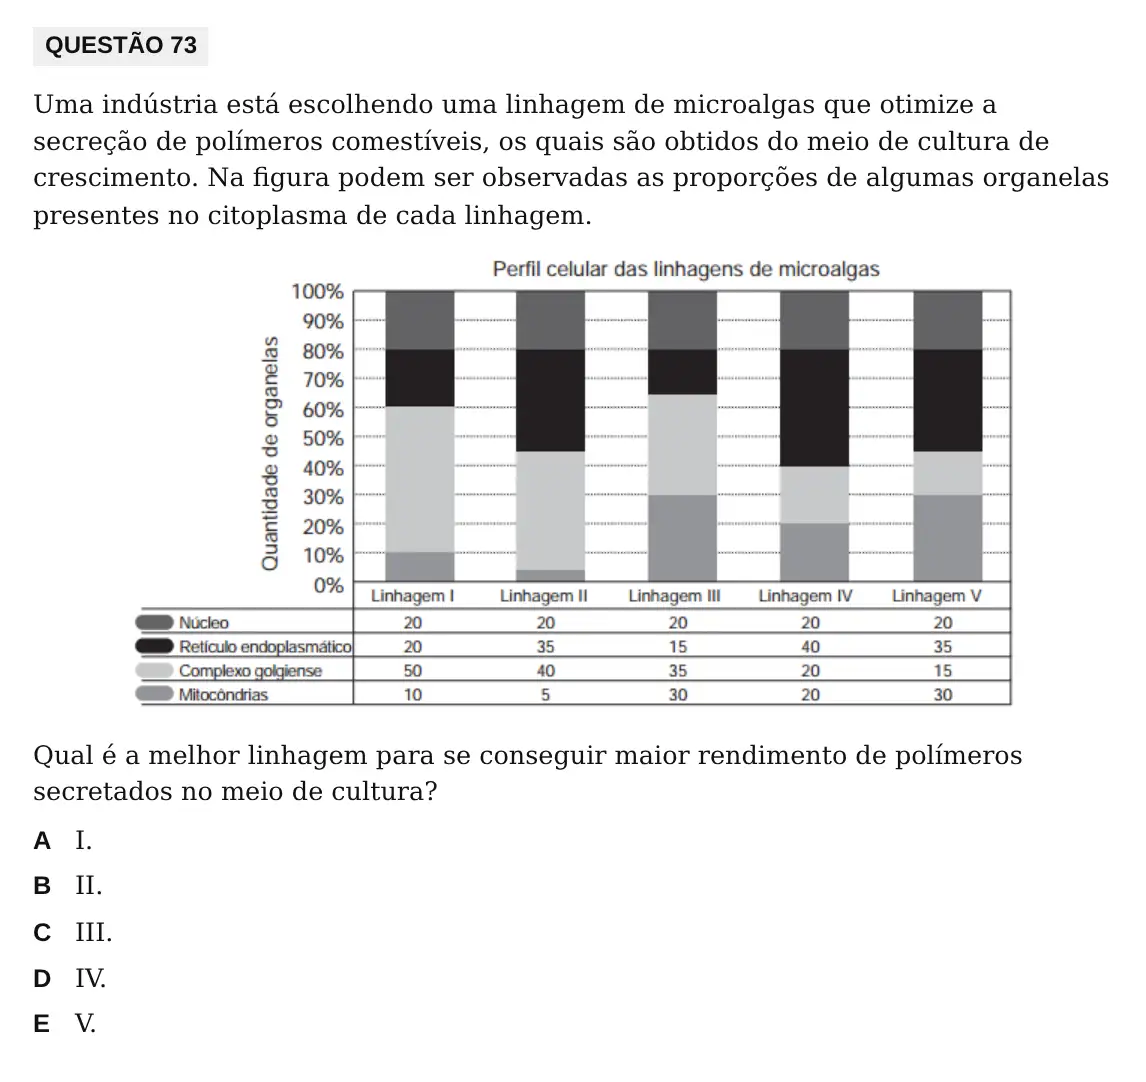 QUESTÃO 73
Uma indústria está escolhendo uma linhagem de microalgas que otimize a
secreção de polímeros comestíveis, os quais são obtidos do meio de cultura de
crescimento. Na figura podem ser observadas as proporções de algumas organelas
presentes no citoplasma de cada linhagem.
Perfil celular das linhagens de microalgas
Quantidade de organelas
100%
90%
80%
70%
60%
50%
40%
30%
20%
10%
0%
Linhagem I Linhagem II Linhagem III Linhagem IV Linhagem V
Núcleo 20 20 20 20 20
Retículo endoplasmático 20 35 15 40 35
Complexo golgiense 50 40 35 20 15
Mitocôndrias 10 5 30 20 30
Qual é a melhor linhagem para se conseguir maior rendimento de polímeros
secretados no meio de cultura?
A I.
B II.
C III.
D IV.
E V.